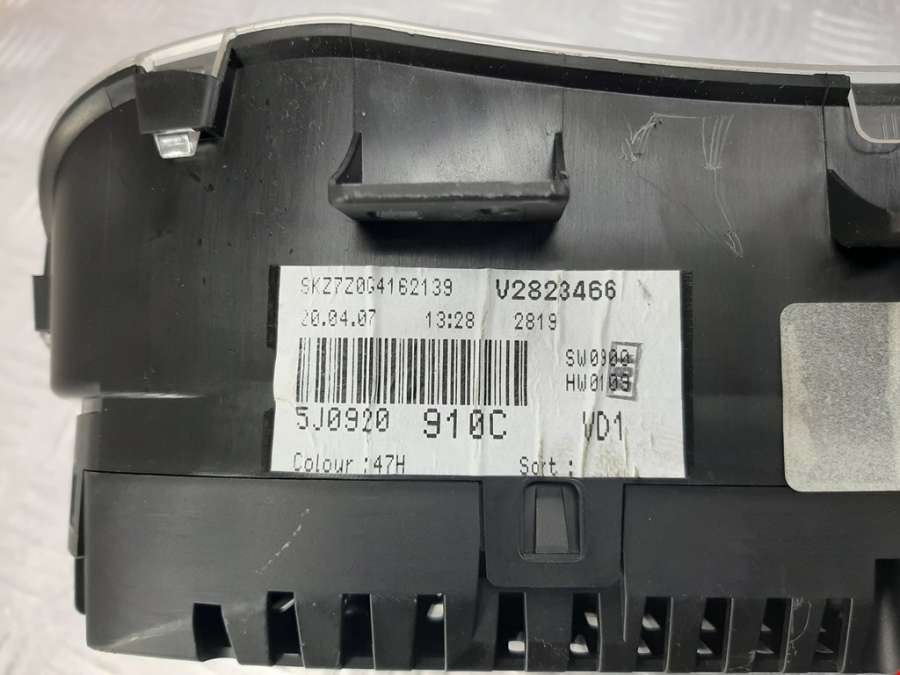 SKZ7Z0G4162139 V2823466
20.04.07 13:28 2819
SW0900
HW0103
5J0920 910C VD1
Colour :47H Sort :